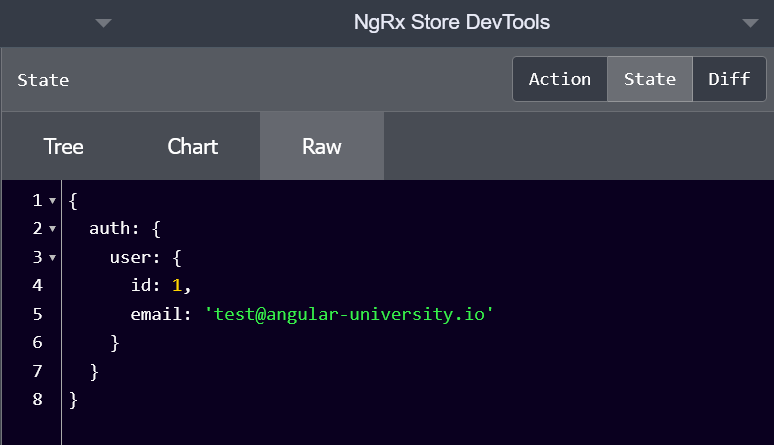 NgRx Store DevTools
State Action State Diff
Tree Chart Raw
1 {
2 auth: {
3 user: {
4 id: 1,
5 email: 'test@angular-university.io'
6 }
7 }
8 }